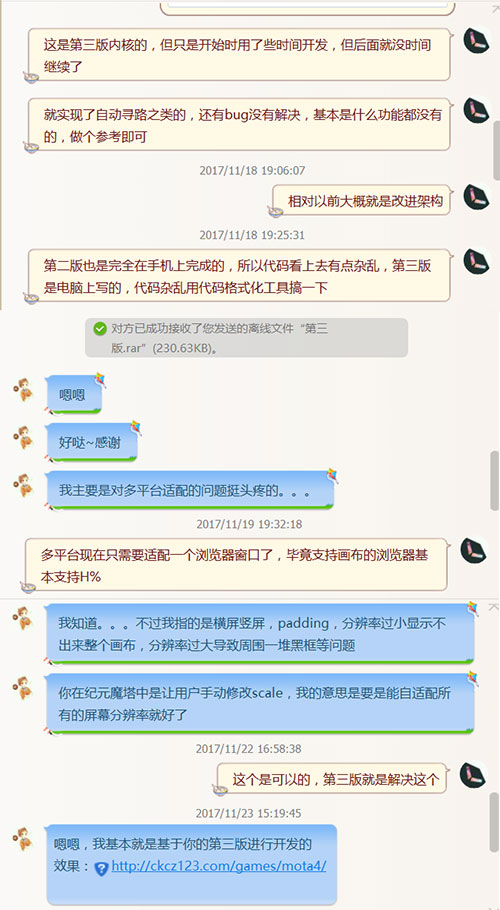 这是第三版内核的，但只是开始时用了些时间开发，但后面就没时间
继续了
就实现了自动寻路之类的，还有bug没有解决，基本是什么功能都没有
的，做个参考即可
2017/11/18 19:06:07
相对以前大概就是改进架构
2017/11/18 19:25:31
第二版也是完全在手机上完成的，所以代码看上去有点杂乱，第三版
是电脑上写的，代码杂乱用代码格式化工具搞一下
对方已成功接收了您发送的离线文件“第三
版.rar”(230.63KB)。
嗯嗯
好哒~感谢
我主要是对多平台适配的问题挺头疼的。。。
2017/11/19 19:32:18
多平台现在只需要适配一个浏览器窗口了，毕竟支持画布的浏览器基
本支持H%
我知道。。。不过我指的是横屏竖屏，padding，分辨率过小显示不
出来整个画布，分辨率过大导致周围一堆黑框等问题
你在纪元魔塔中是让用户手动修改scale，我的意思是要是能自适配所
有的屏幕分辨率就好了
2017/11/22 16:58:38
这个是可以的，第三版就是解决这个
2017/11/23 15:19:45
嗯嗯，我基本就是基于你的第三版进行开发的
效果：http://ckcz123.com/games/mota4/